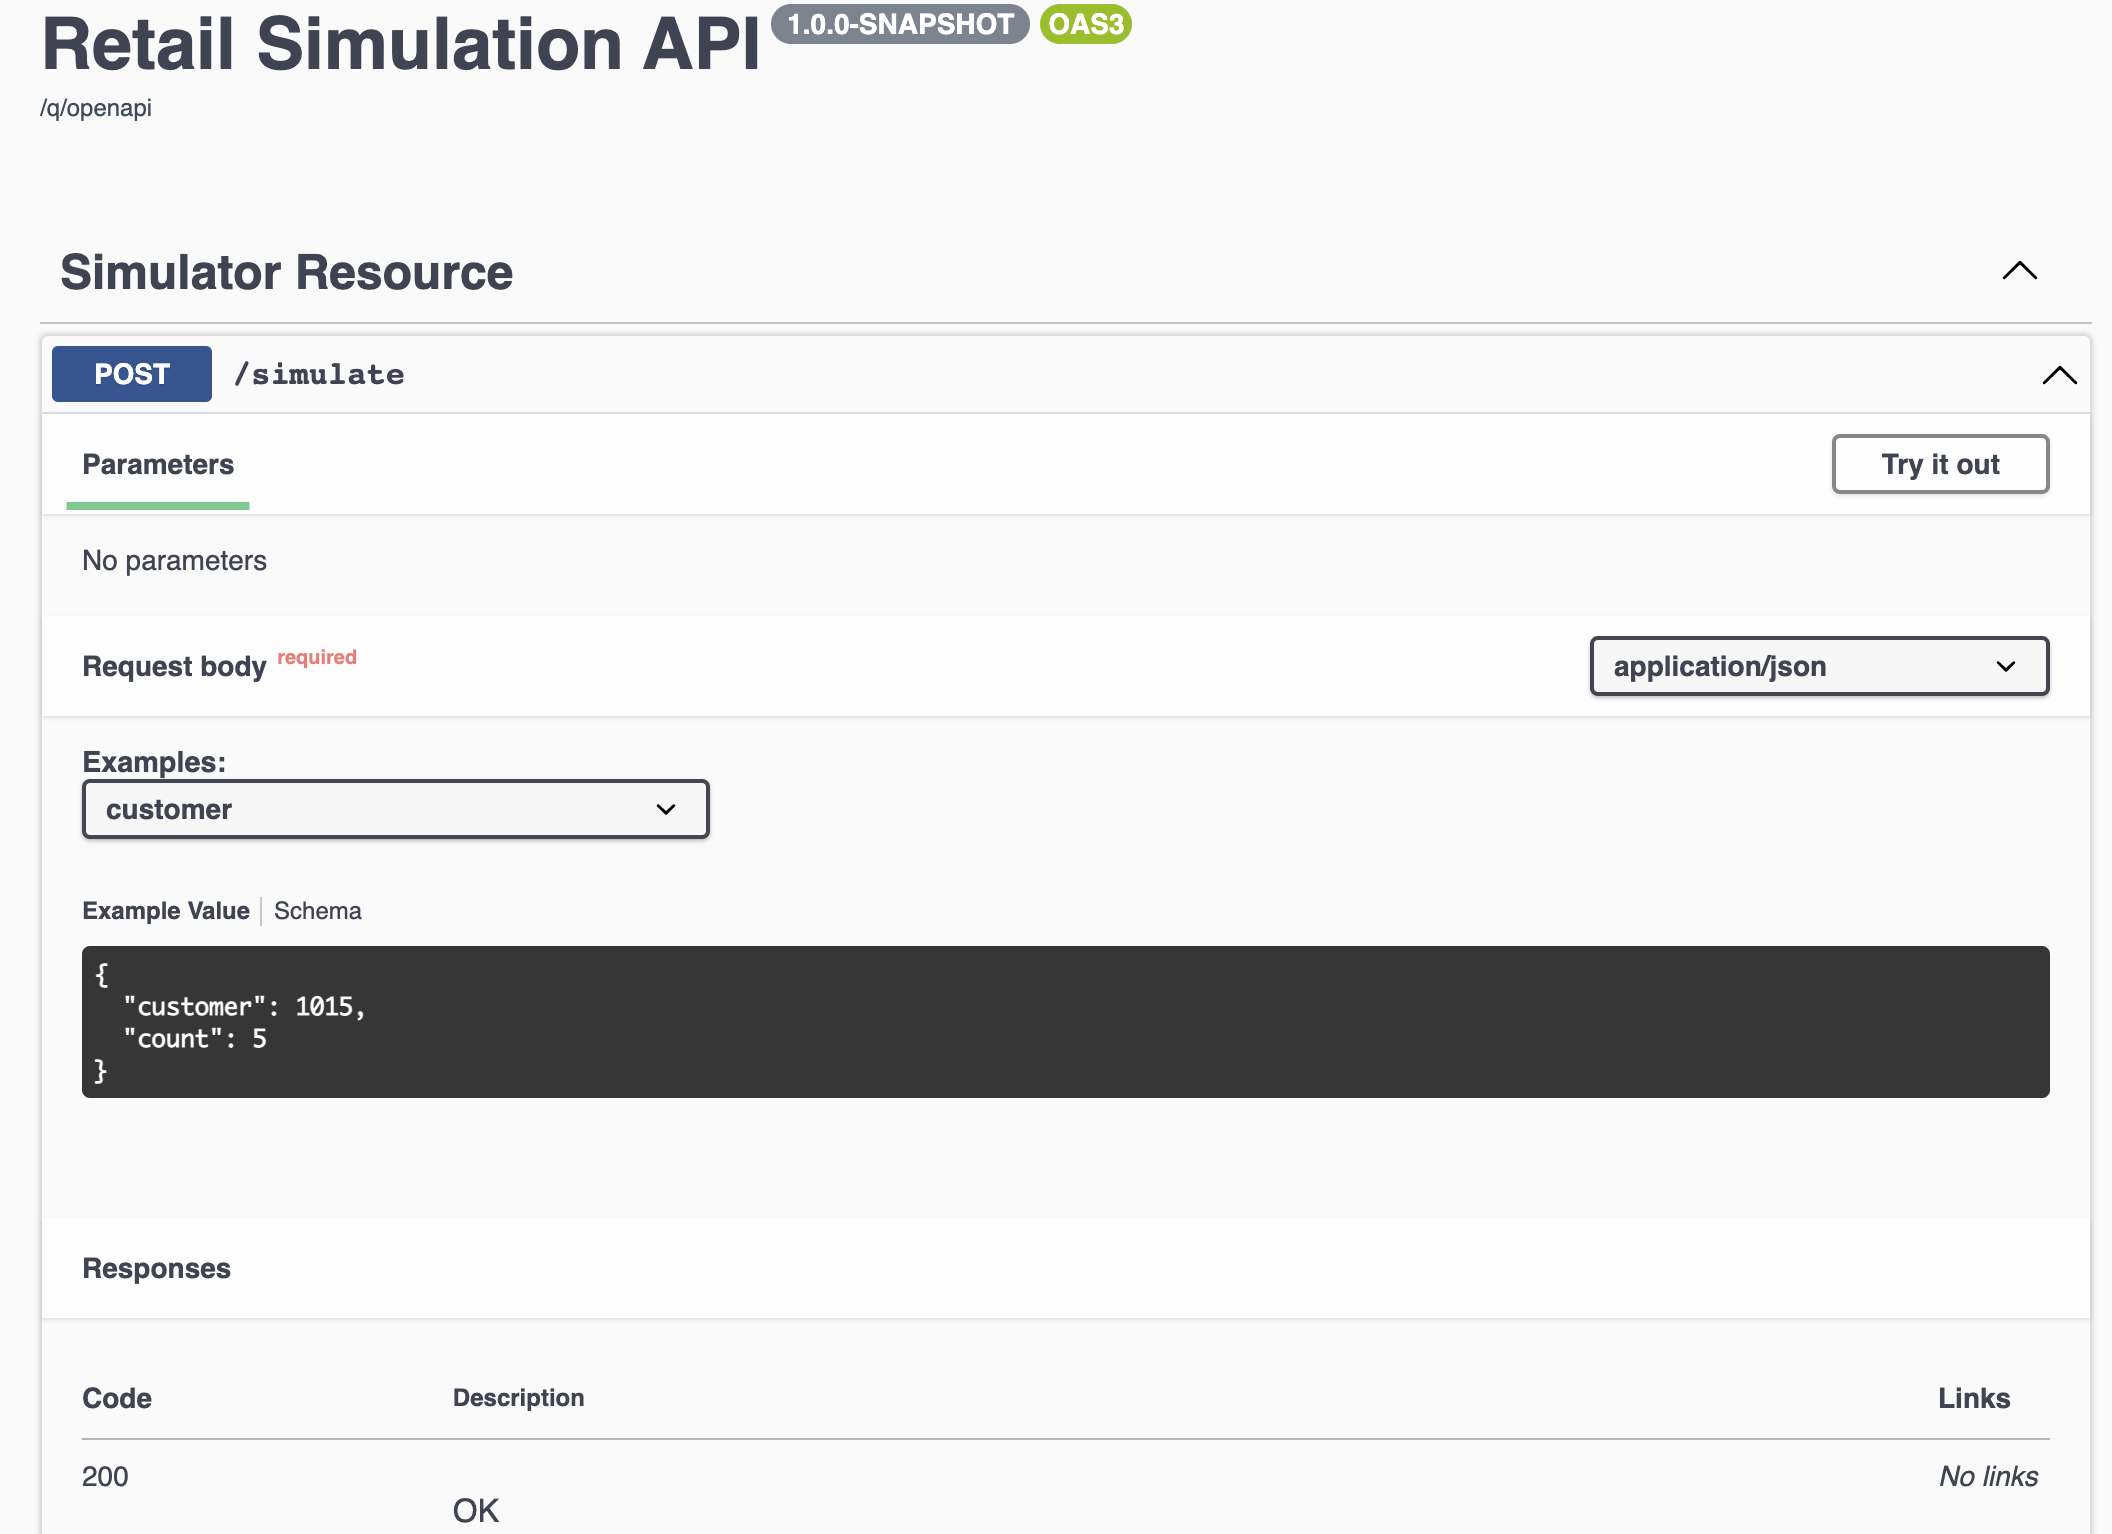 Retail Simulation API 1.0.0-SNAPSHOT OAS3
/q/openapi
Simulator Resource
POST /simulate
Parameters Try it out
No parameters
Request body required application/json
Examples:
customer
Example Value Schema
{
  "customer": 1015,
  "count": 5
}
Responses
Code Description Links
200 No links
OK